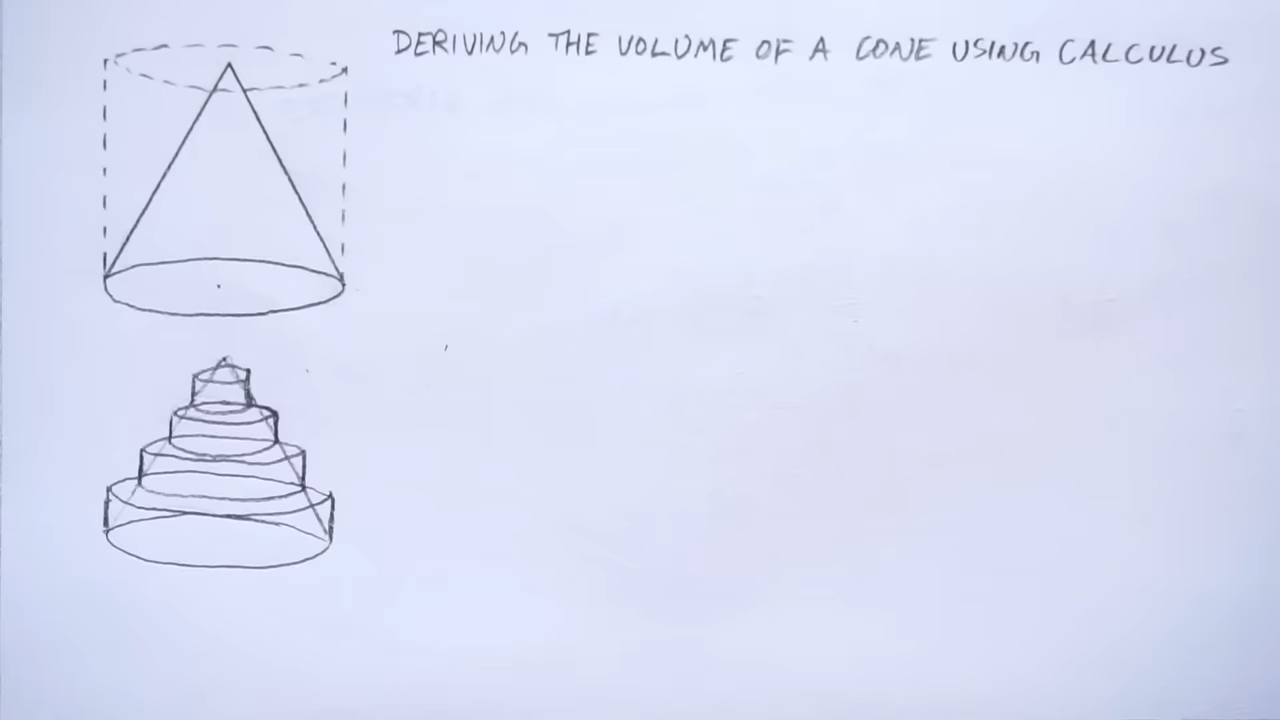 DERIVING THE VOLUME OF A CONE USING CALCULUS